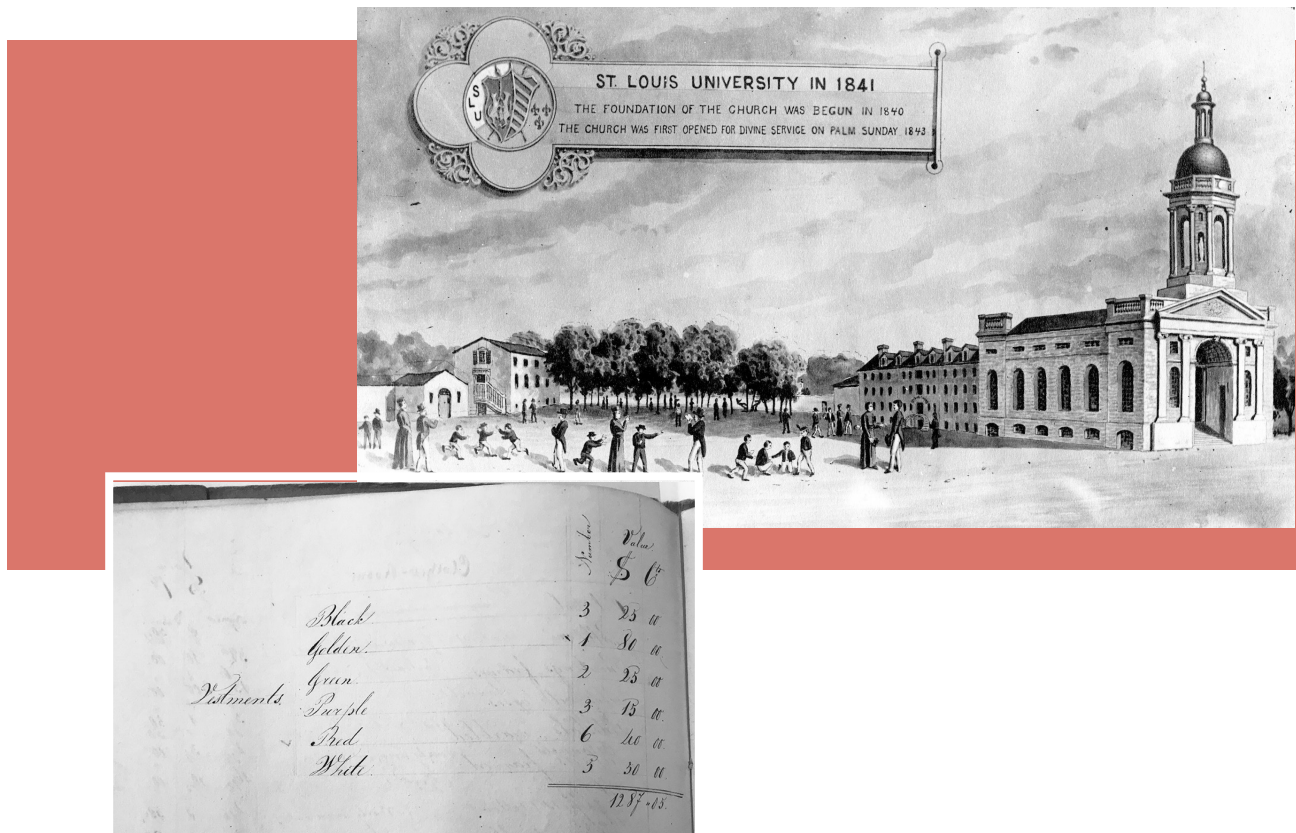 ST. LOUIS UNIVERSITY IN 1841
THE FOUNDATION OF THE CHURCH WAS BEGUN IN 1840
THE CHURCH WAS FIRST OPENED FOR DIVINE SERVICE ON PALM SUNDAY 1843
SLU
Number Value
$ Cts
Black 3 25 00
Golden 1 80 00
Green 2 25 00
Vestments.
Purple 3 15 00
Red 6 40 00
White 5 30 00
1287 " 05.